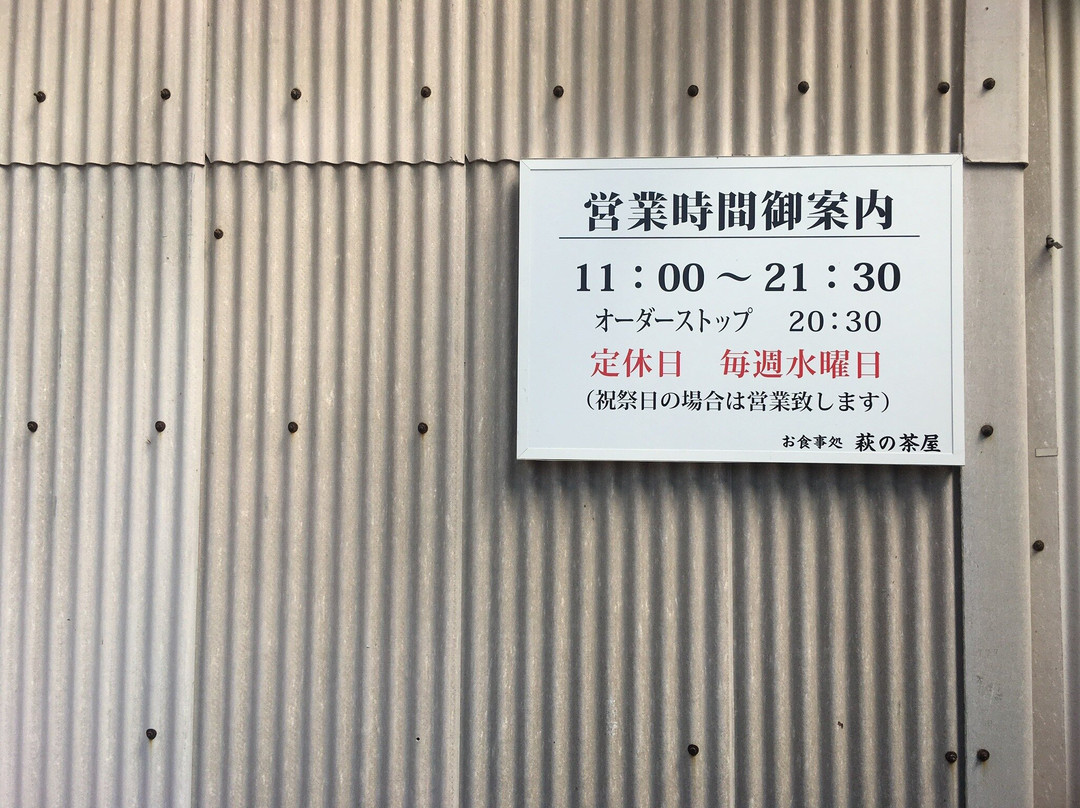 営業時間御案内
11：00～21：30
オーダーストップ　20：30
定休日　毎週水曜日
（祝祭日の場合は営業致します）
お食事処 萩の茶屋